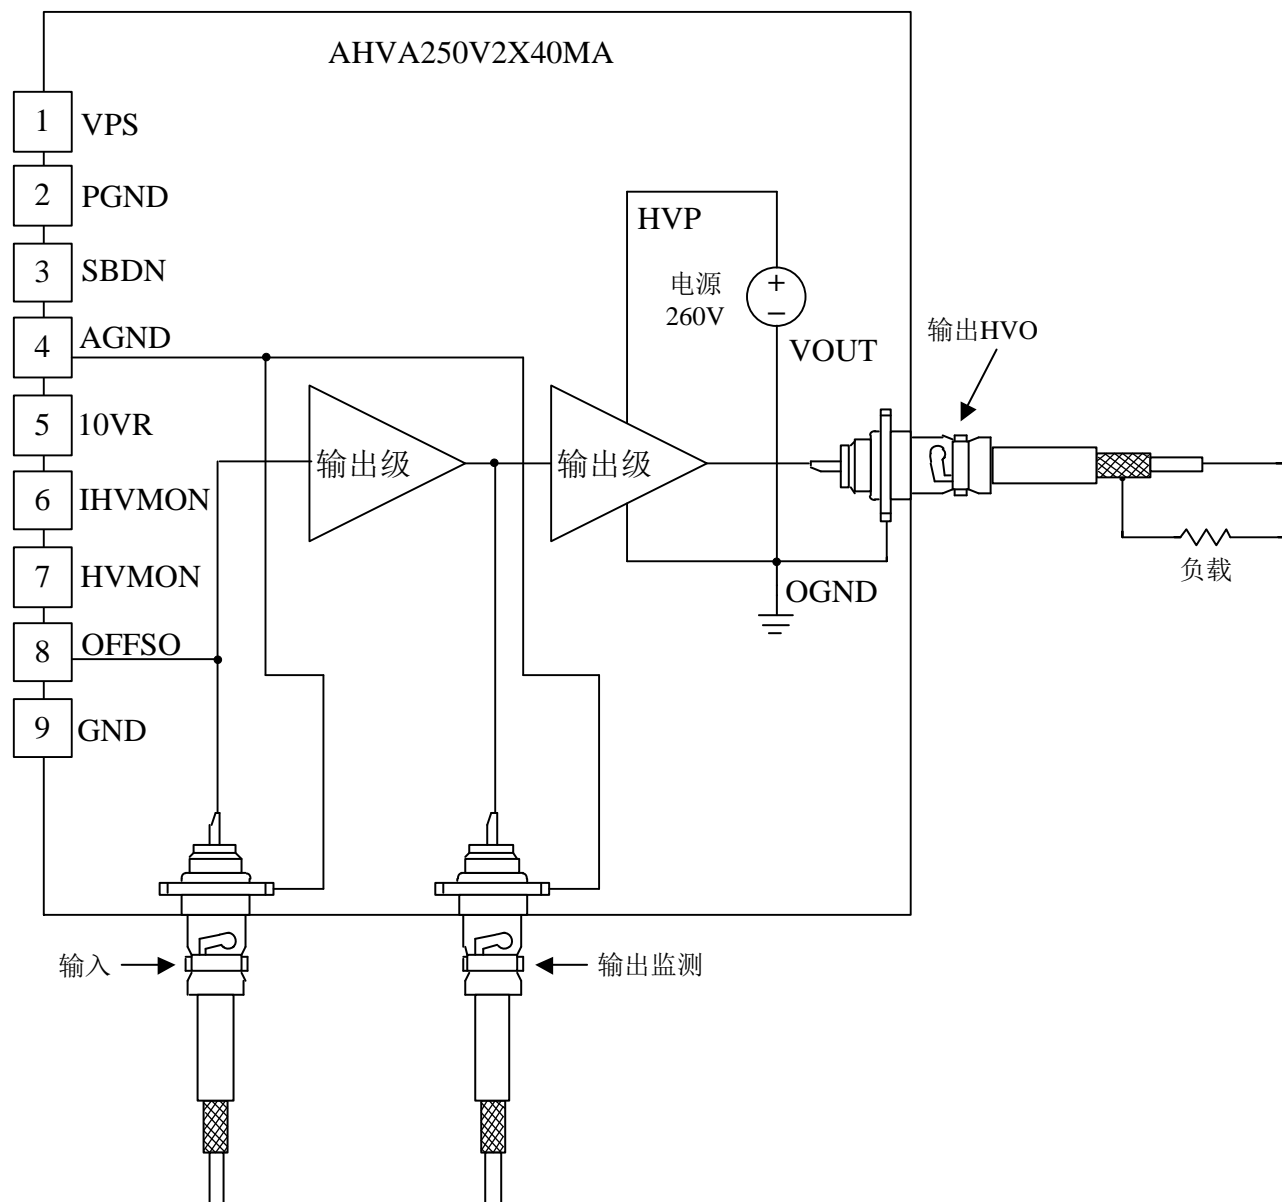 AHVA250V2X40MA
1 VPS
2 PGND
3 SBDN
4 AGND
5 10VR
6 IHVMON
7 HVMON
8 OFFSO
9 GND
HVP
电源
260V
+
−
VOUT
输出HVO
输出级
输出级
OGND
负载
输入
输出监测